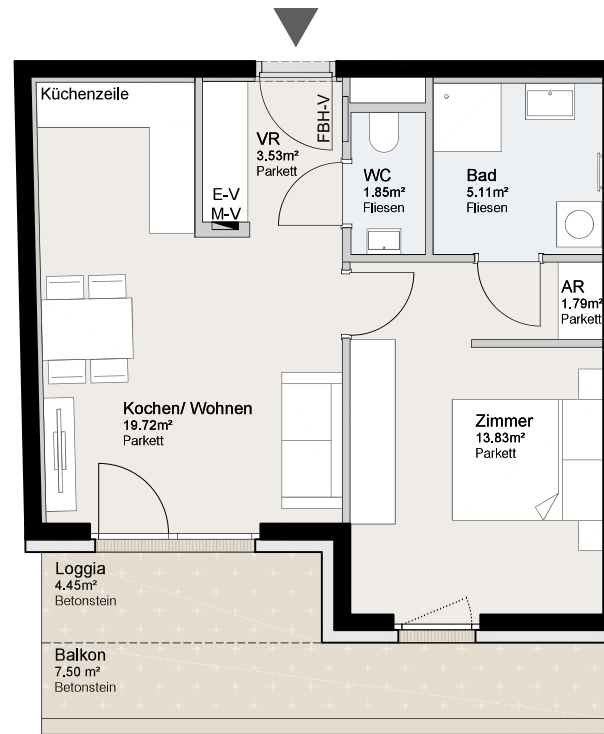 Küchenzeile
VR
3.53m²
Parkett
FBH-V
E-V
M-V
WC
1.85m²
Fliesen
Bad
5.11m²
Fliesen
AR
1.79m²
Parkett
Kochen/ Wohnen
19.72m²
Parkett
Zimmer
13.83m²
Parkett
Loggia
4.45m²
Betonstein
Balkon
7.50 m²
Betonstein